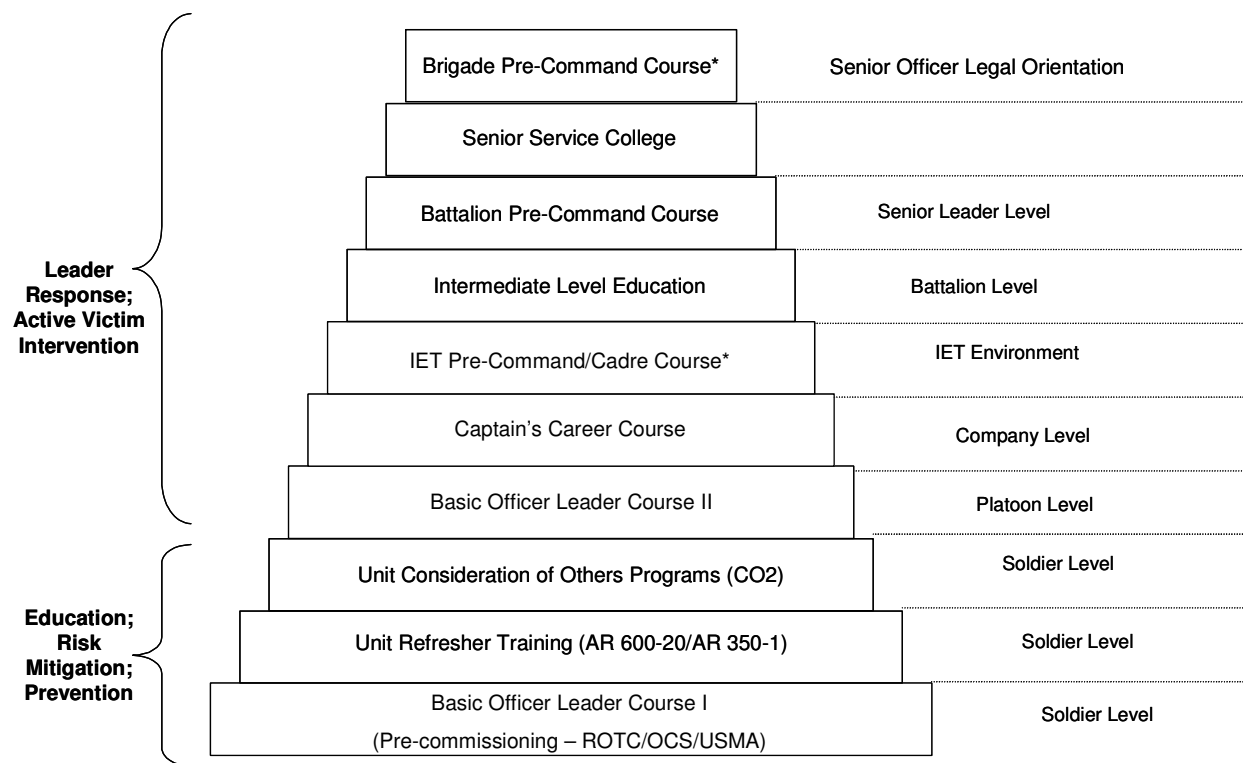 Brigade Pre-Command Course*
Senior Officer Legal Orientation
Senior Service College
Battalion Pre-Command Course
Senior Leader Level
Leader
Response;
Active Victim
Intervention
Intermediate Level Education
Battalion Level
IET Pre-Command/Cadre Course*
IET Environment
Captain's Career Course
Company Level
Basic Officer Leader Course II
Platoon Level
Education;
Risk
Mitigation;
Prevention
Unit Consideration of Others Programs (CO2)
Soldier Level
Unit Refresher Training (AR 600-20/AR 350-1)
Soldier Level
Basic Officer Leader Course I
(Pre-commissioning – ROTC/OCS/USMA)
Soldier Level